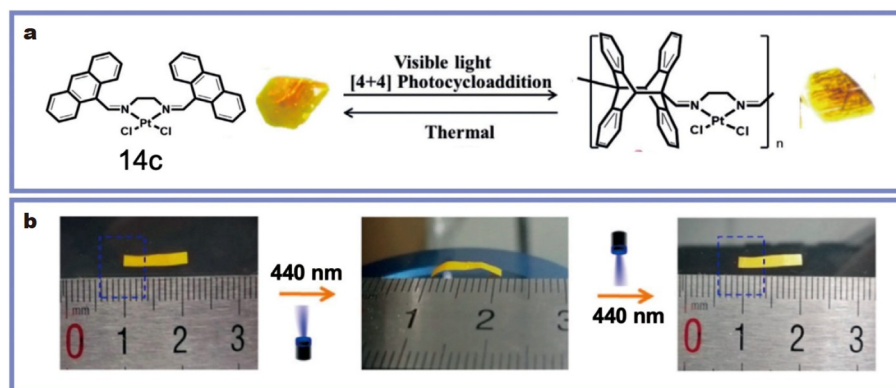 a
Visible light
[4+4] Photocycloaddition
Thermal
N N
Pt
Cl Cl
14c
N N
Pt
Cl Cl
n
b
440 nm
440 nm
mm
0 1 2 3
1 2 3
mm
0 1 2 3